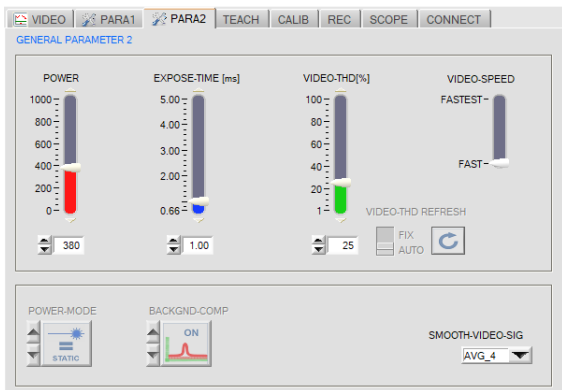 VIDEO PARA1 PARA2 TEACH CALIB REC SCOPE CONNECT
GENERAL PARAMETER 2
POWER EXPOSE-TIME [ms] VIDEO-THD[%] VIDEO-SPEED
1000 5.00 100 FASTEST
800 4.00 80
600 3.00 60
400 2.00 40 FAST
200 20
0 0.66 1
VIDEO-THD REFRESH
FIX
AUTO
380 1.00 25
POWER-MODE BACKGND-COMP
ON
STATIC
SMOOTH-VIDEO-SIG
AVG_4